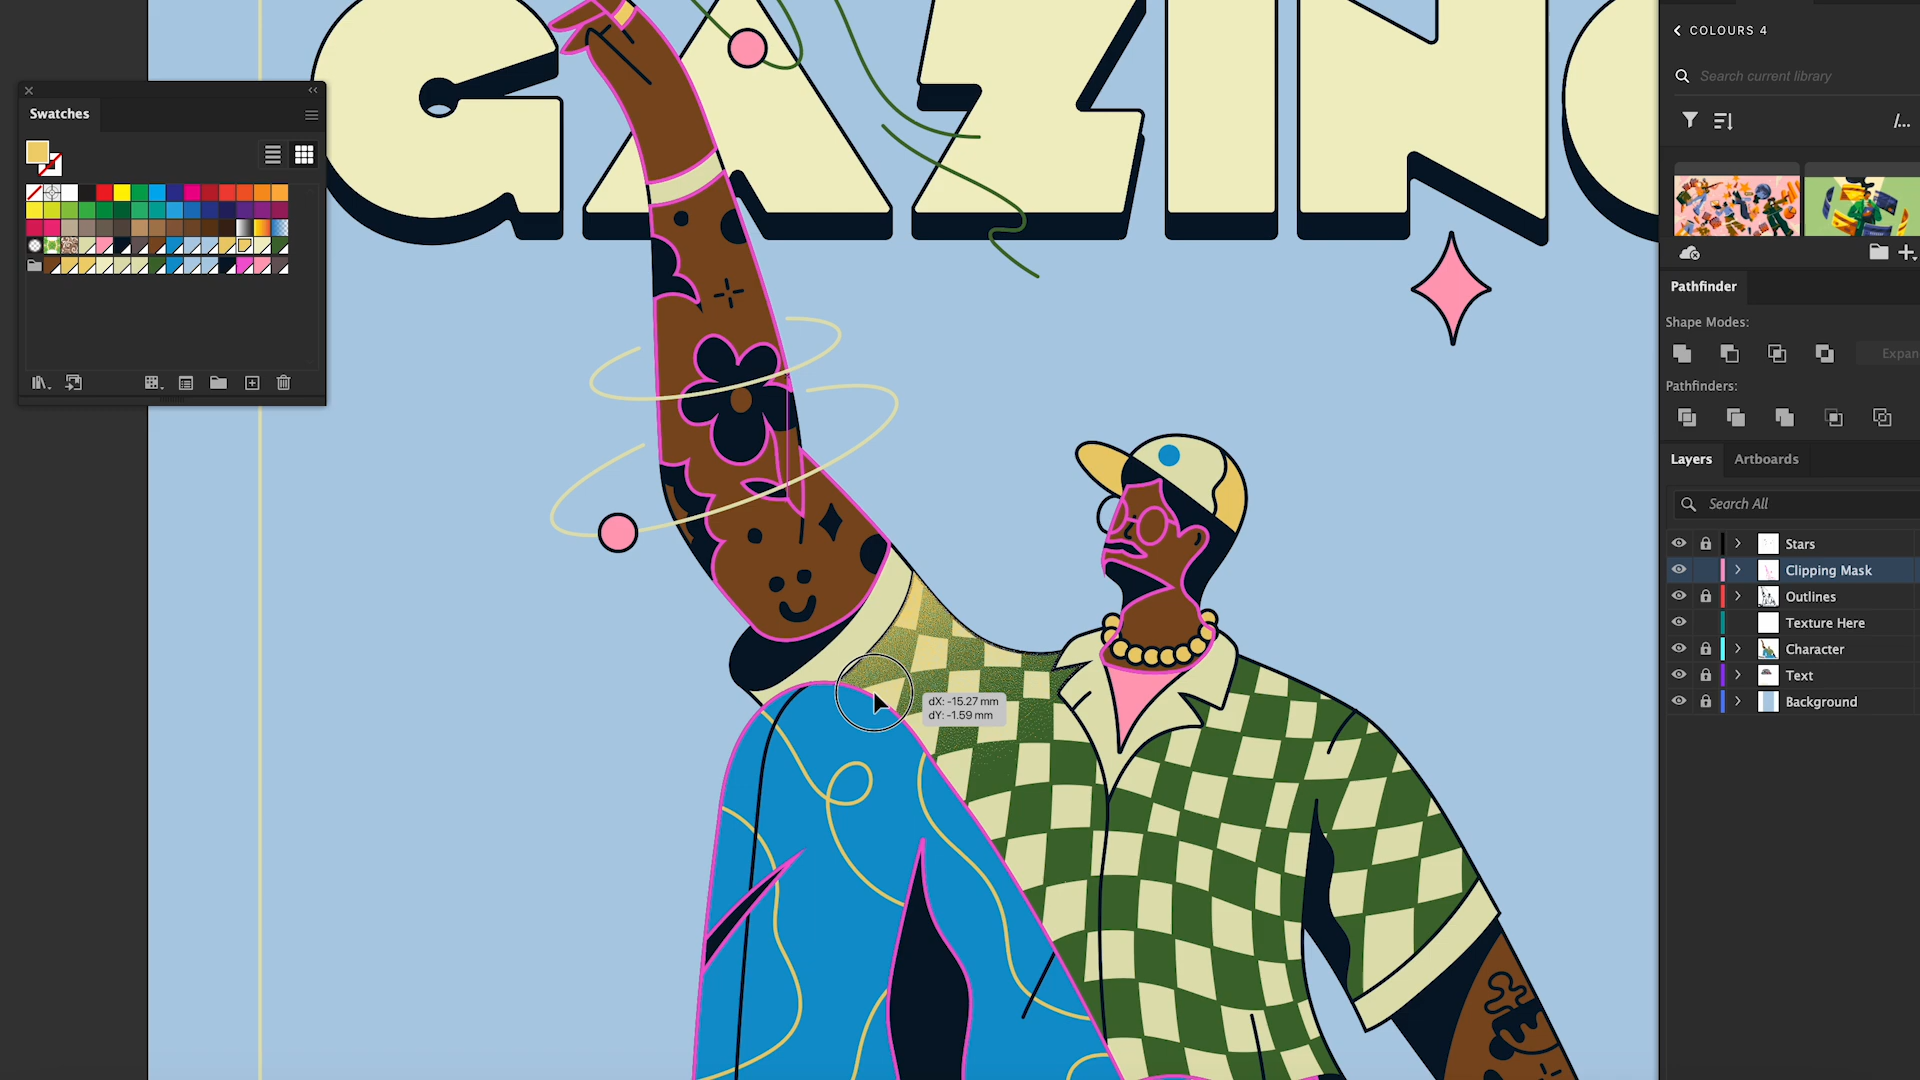 GAZING
Swatches
dX: -15.27 mm
dY: -1.59 mm
COLOURS 4
Search current library
/...
Pathfinder
Shape Modes:
Expan
Pathfinders:
Layers
Artboards
Search All
Stars
Clipping Mask
Outlines
Texture Here
Character
Text
Background